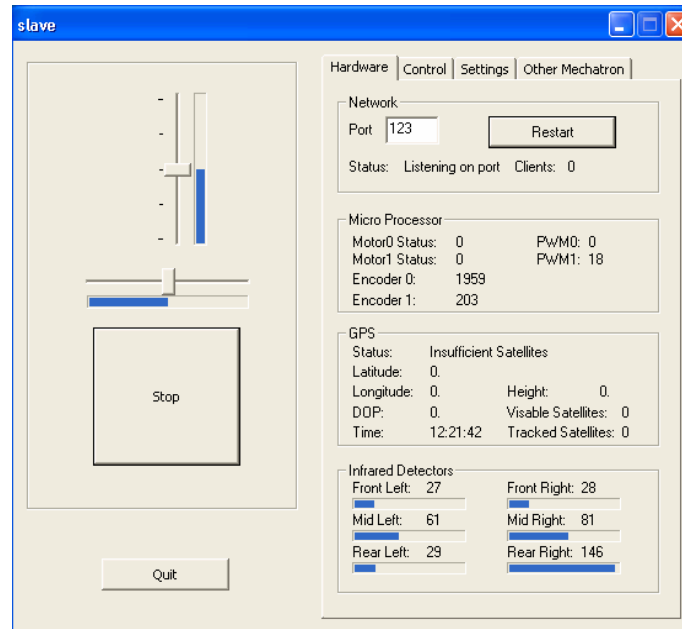 slave
Hardware Control Settings Other Mechatron
Network
Port 123 Restart
Status: Listening on port Clients: 0
Micro Processor
Motor0 Status: 0 PWM0: 0
Motor1 Status: 0 PWM1: 18
Encoder 0: 1959
Encoder 1: 203
GPS
Status: Insufficient Satellites
Latitude: 0.
Longitude: 0. Height: 0.
DOP: 0. Visable Satellites: 0
Time: 12:21:42 Tracked Satellites: 0
Infrared Detectors
Front Left: 27 Front Right: 28
Mid Left: 61 Mid Right: 81
Rear Left: 29 Rear Right: 146
Stop
Quit